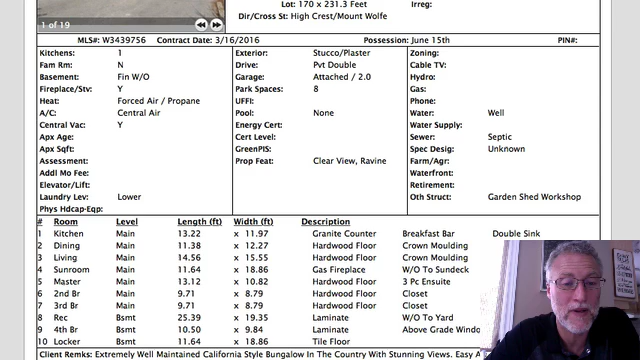 Lot: 170 x 231.3 Feet Irreg:
Dir/Cross St: High Crest/Mount Wolfe
1 of 19
MLS#: W3439756 Contract Date: 3/16/2016 Possession: June 15th PIN#:
Kitchens: 1 Exterior: Stucco/Plaster Zoning:
Fam Rm: N Drive: Pvt Double Cable TV:
Basement: Fin W/O Garage: Attached / 2.0 Hydro:
Fireplace/Stv: Y Park Spaces: 8 Gas:
Heat: Forced Air / Propane UFFI: Phone:
A/C: Central Air Pool: None Water: Well
Central Vac: Y Energy Cert: Water Supply:
Apx Age: Cert Level: Sewer: Septic
Apx Sqft: GreenPIS: Spec Desig: Unknown
Assessment: Prop Feat: Clear View, Ravine Farm/Agr:
Addl Mo Fee: Waterfront:
Elevator/Lift: Retirement:
Laundry Lev: Lower Oth Struct: Garden Shed Workshop
Phys Hdcap-Eqp:
# Room Level Length (ft) Width (ft) Description
1 Kitchen Main 13.22 x 11.97 Granite Counter Breakfast Bar Double Sink
2 Dining Main 11.38 x 12.27 Hardwood Floor Crown Moulding
3 Living Main 14.56 x 15.55 Hardwood Floor Crown Moulding
4 Sunroom Main 11.64 x 18.86 Gas Fireplace W/O To Sundeck
5 Master Main 13.12 x 10.82 Hardwood Floor 3 Pc Ensuite
6 2nd Br Main 9.71 x 8.79 Hardwood Floor Closet
7 3rd Br Main 9.71 x 8.79 Hardwood Floor Closet
8 Rec Bsmt 25.39 x 19.35 Laminate W/O To Yard
9 4th Br Bsmt 10.50 x 9.84 Laminate Above Grade Windo
10 Locker Bsmt 11.64 x 18.86 Tile Floor
Client Remks: Extremely Well Maintained California Style Bungalow In The Country With Stunning Views. Easy A